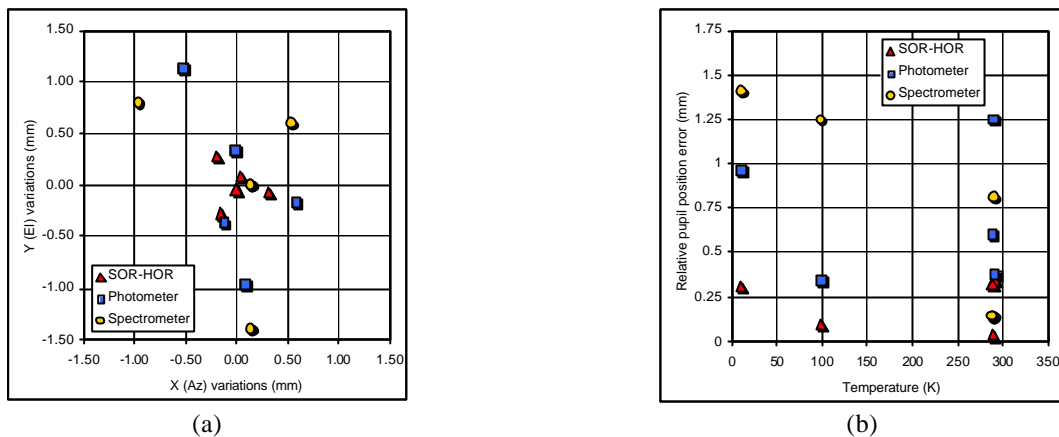 1.50
1.00
0.50
0.00
-0.50
-1.00
-1.50
-1.50 -1.00 -0.50 0.00 0.50 1.00 1.50
Y (El) variations (mm)
X (Az) variations (mm)
SOR-HOR
Photometer
Spectrometer
(a)
1.75
1.5
1.25
1
0.75
0.5
0.25
0
0 50 100 150 200 250 300 350
Relative pupil position error (mm)
Temperature (K)
SOR-HOR
Photometer
Spectrometer
(b)